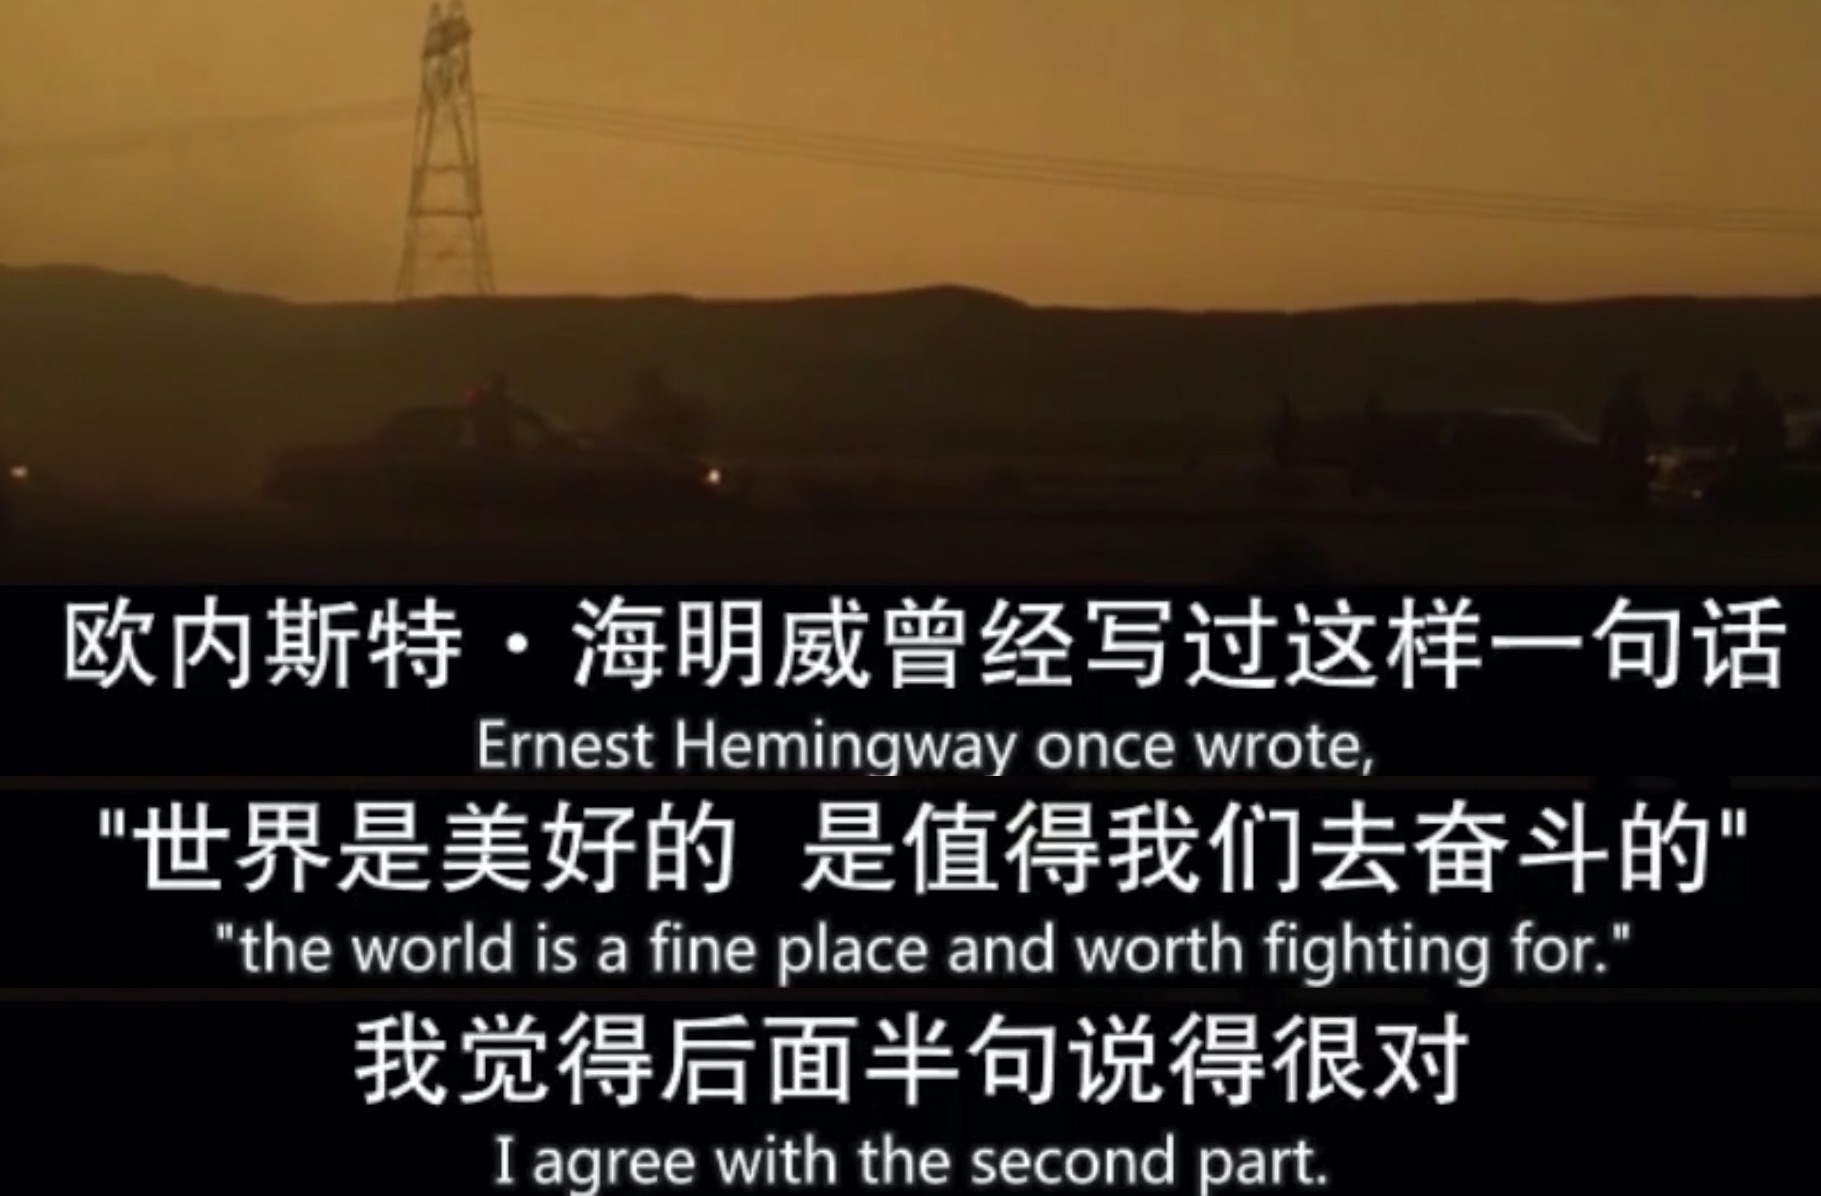 欧内斯特·海明威曾经写过这样一句话
Ernest Hemingway once wrote,
"世界是美好的 是值得我们去奋斗的"
"the world is a fine place and worth fighting for."
我觉得后面半句说得很对
I agree with the second part.